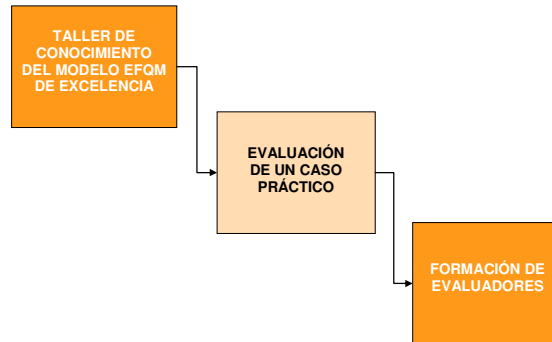 TALLER DE
CONOCIMIENTO
DEL MODELO EFQM
DE EXCELENCIA
EVALUACIÓN
DE UN CASO
PRÁCTICO
FORMACIÓN DE
EVALUADORES